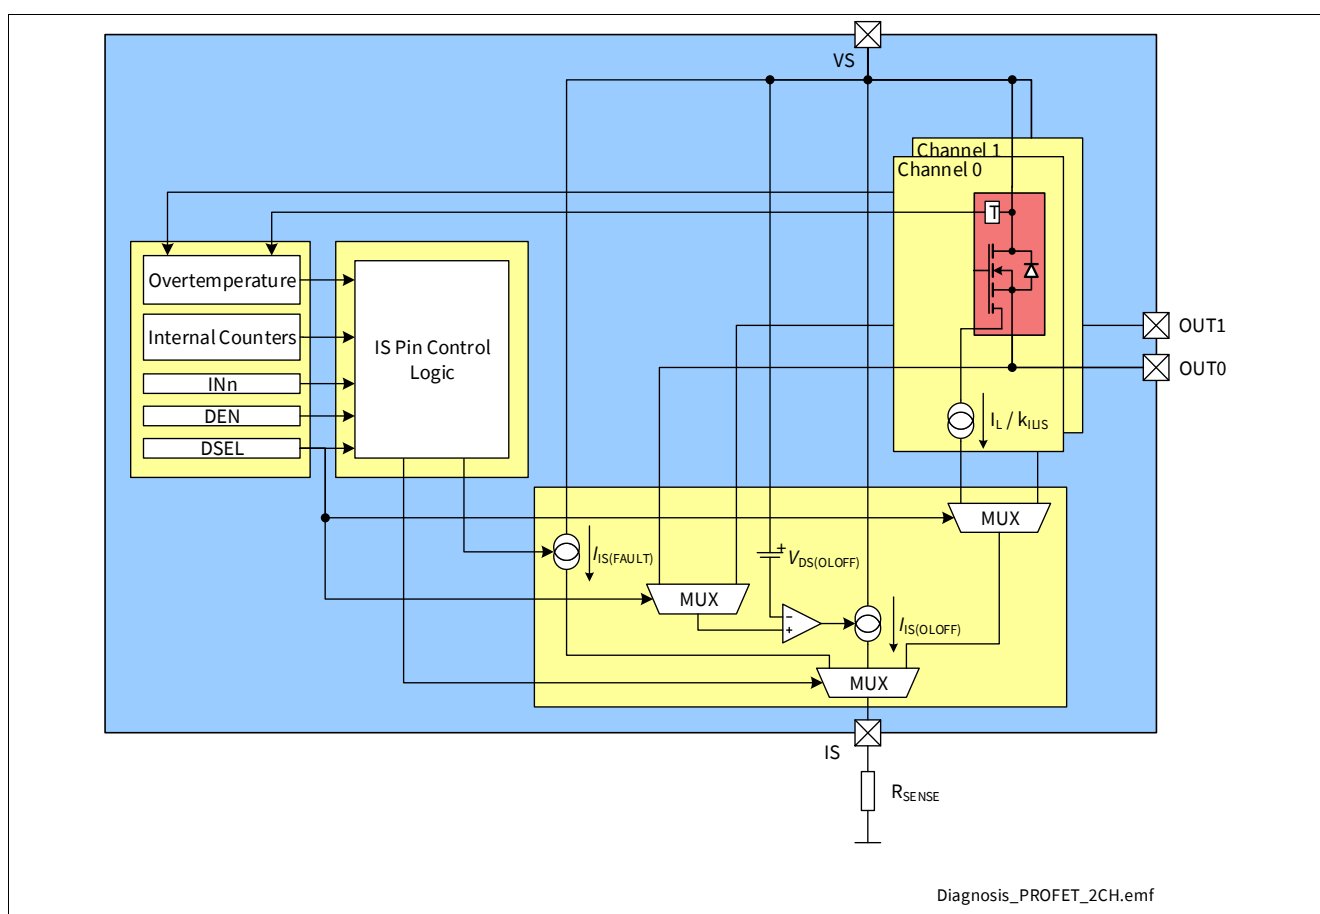 VS
Channel 1
Channel 0
T
Overtemperature
Internal Counters
INn
DEN
DSEL
IS Pin Control
Logic
OUT1
OUT0
IL / kILIS
MUX
IIS(FAULT)
+
VDS(OLOFF)
MUX
–
+
IIS(OLOFF)
MUX
IS
RSENSE
Diagnosis_PROFET_2CH.emf